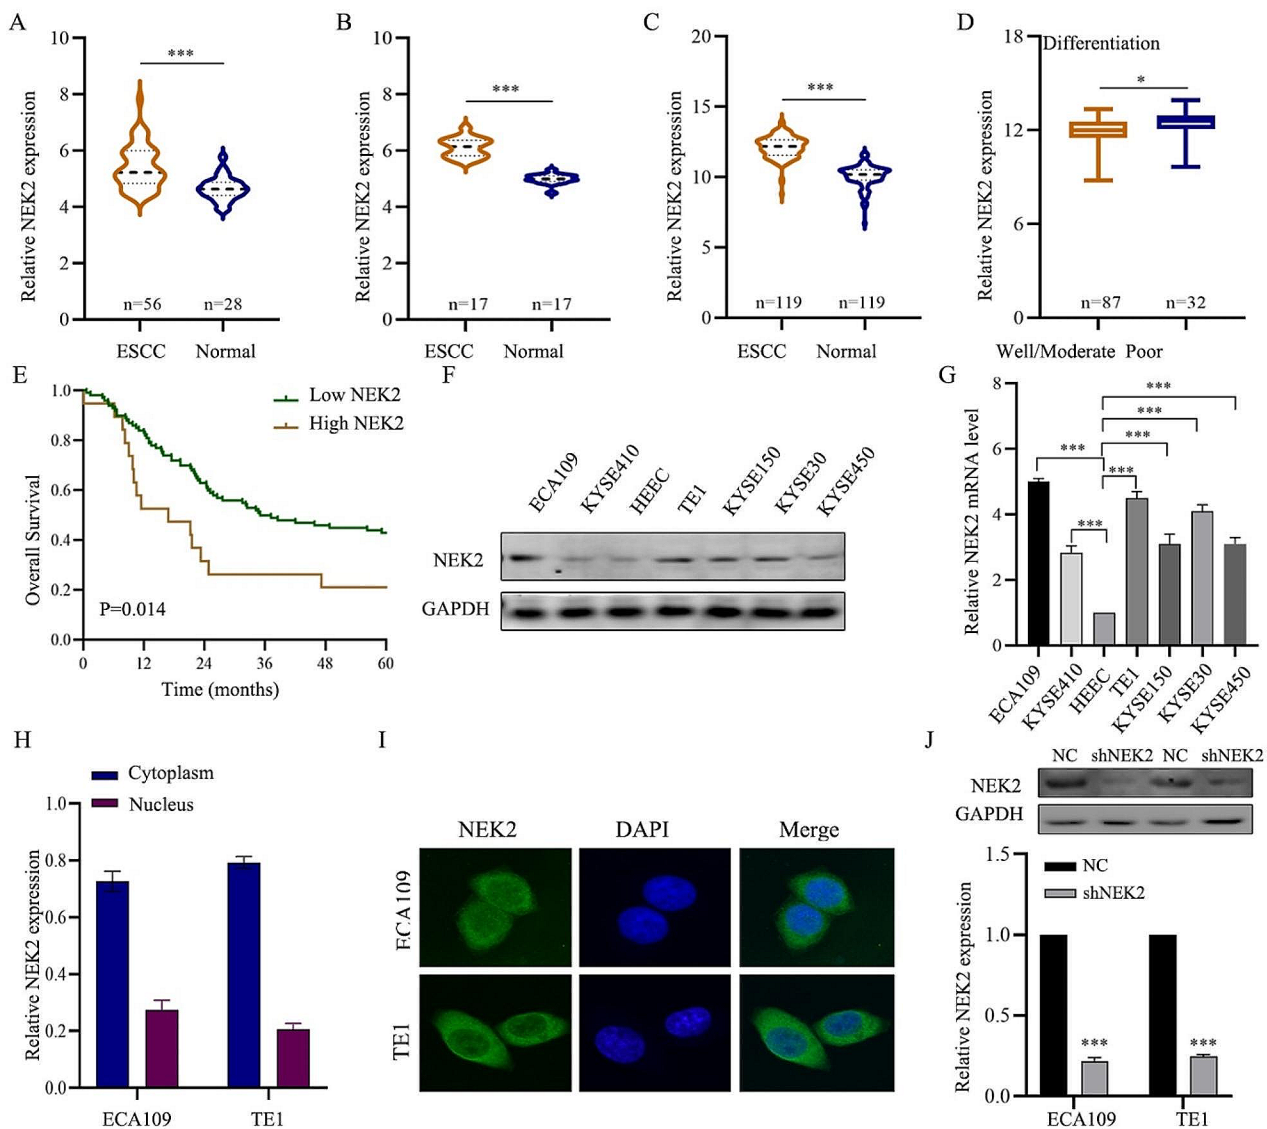 A
Relative NEK2 expression
10
8
6
4
2
0
***
n=56
n=28
ESCC
Normal
B
Relative NEK2 expression
10
8
6
4
2
0
***
n=17
n=17
ESCC
Normal
C
Relative NEK2 expression
20
15
10
5
0
***
n=119
n=119
ESCC
Normal
D
Relative NEK2 expression
18
12
6
0
Differentiation
*
n=87
n=32
Well/Moderate
Poor
E
Overall Survival
1.0
0.8
0.6
0.4
0.2
0.0
Low NEK2
High NEK2
P=0.014
0
12
24
36
48
60
Time (months)
F
ECA109
KYSE410
HEEC
TE1
KYSE150
KYSE30
KYSE450
NEK2
GAPDH
G
Relative NEK2 mRNA level
8
6
4
2
0
***
***
***
***
***
***
ECA109
KYSE410
HEEC
TE1
KYSE150
KYSE30
KYSE450
H
Cytoplasm
Nucleus
Relative NEK2 expression
1.0
0.8
0.6
0.4
0.2
0.0
ECA109
TE1
I
NEK2
DAPI
Merge
ECA109
TE1
J
NC
shNEK2
NC
shNEK2
NEK2
GAPDH
Relative NEK2 expression
1.5
1.0
0.5
0.0
NC
shNEK2
***
***
ECA109
TE1